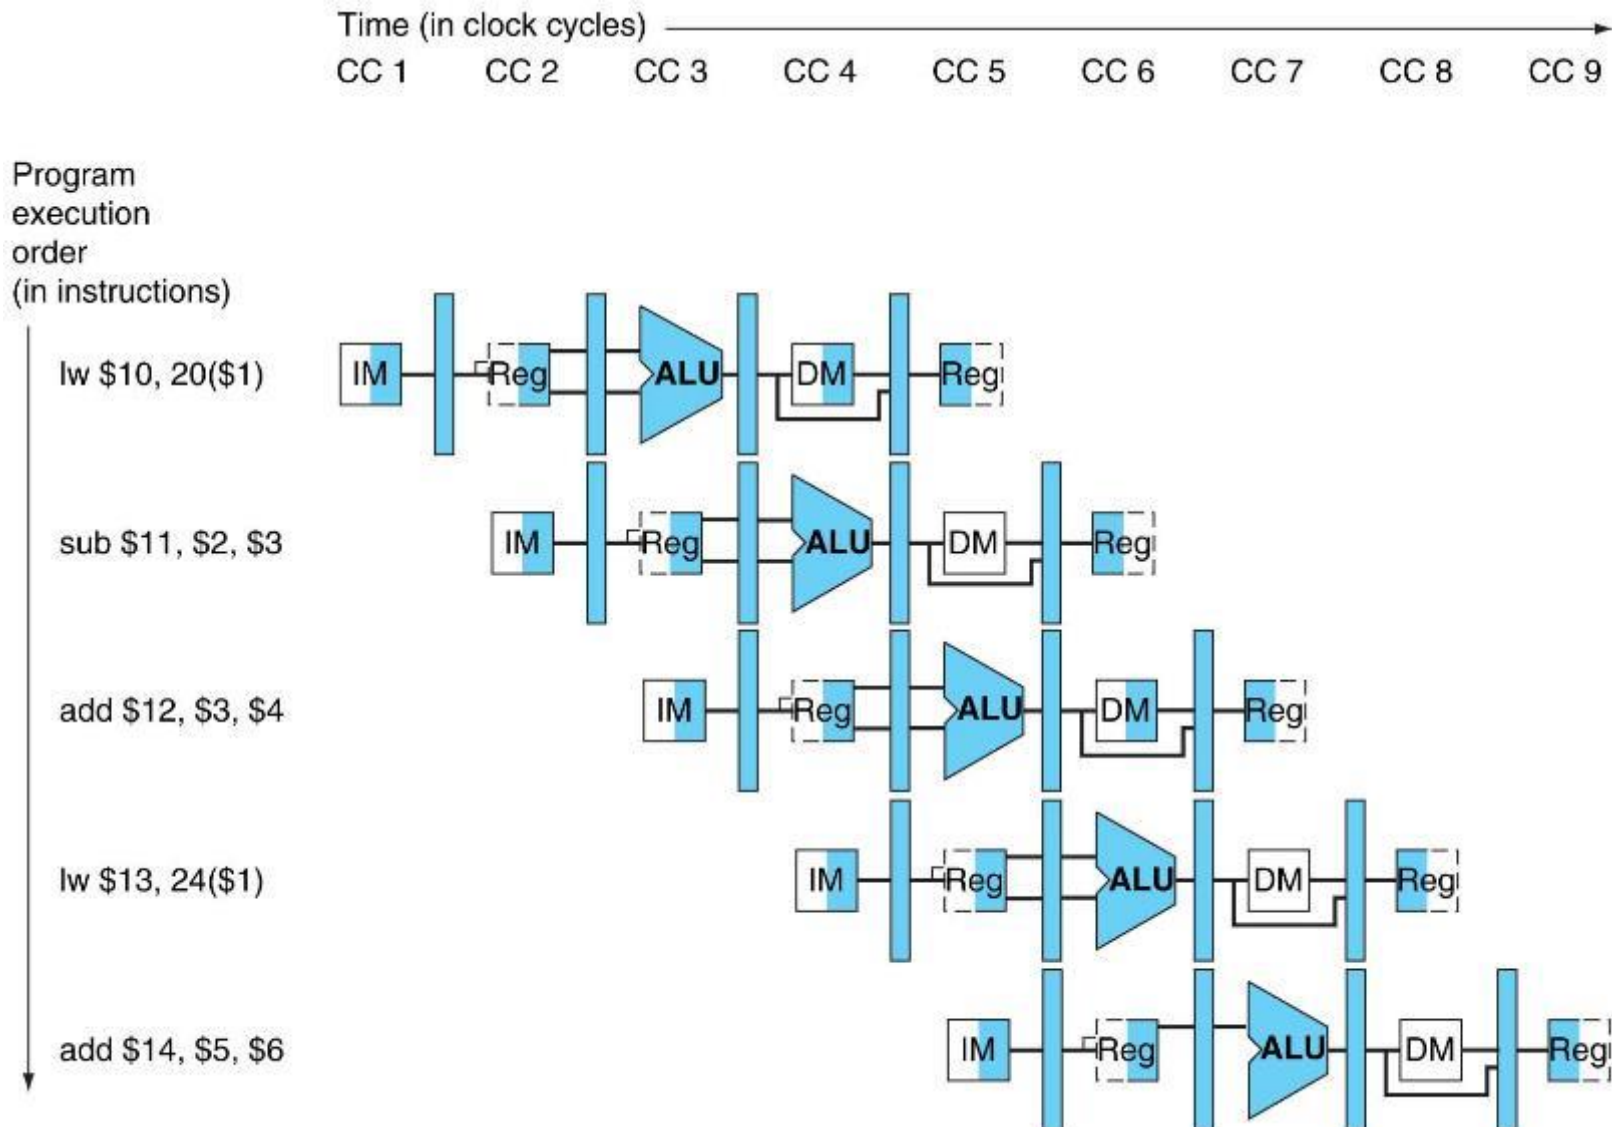 Time (in clock cycles)
CC 1 CC 2 CC 3 CC 4 CC 5 CC 6 CC 7 CC 8 CC 9
Program
execution
order
(in instructions)
lw $10, 20($1) IM Reg ALU DM Reg
sub $11, $2, $3 IM Reg ALU DM Reg
add $12, $3, $4 IM Reg ALU DM Reg
lw $13, 24($1) IM Reg ALU DM Reg
add $14, $5, $6 IM Reg ALU DM Reg